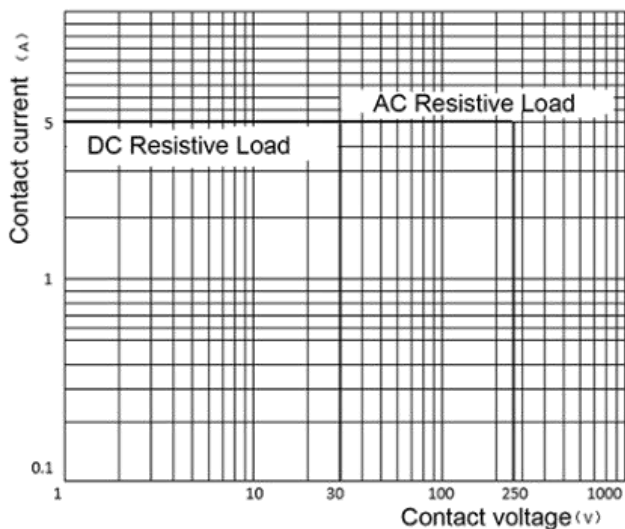 Contact current (A)
AC Resistive Load
5
DC Resistive Load
1
0.1
1 10 30 100 250 1000
Contact voltage(v)